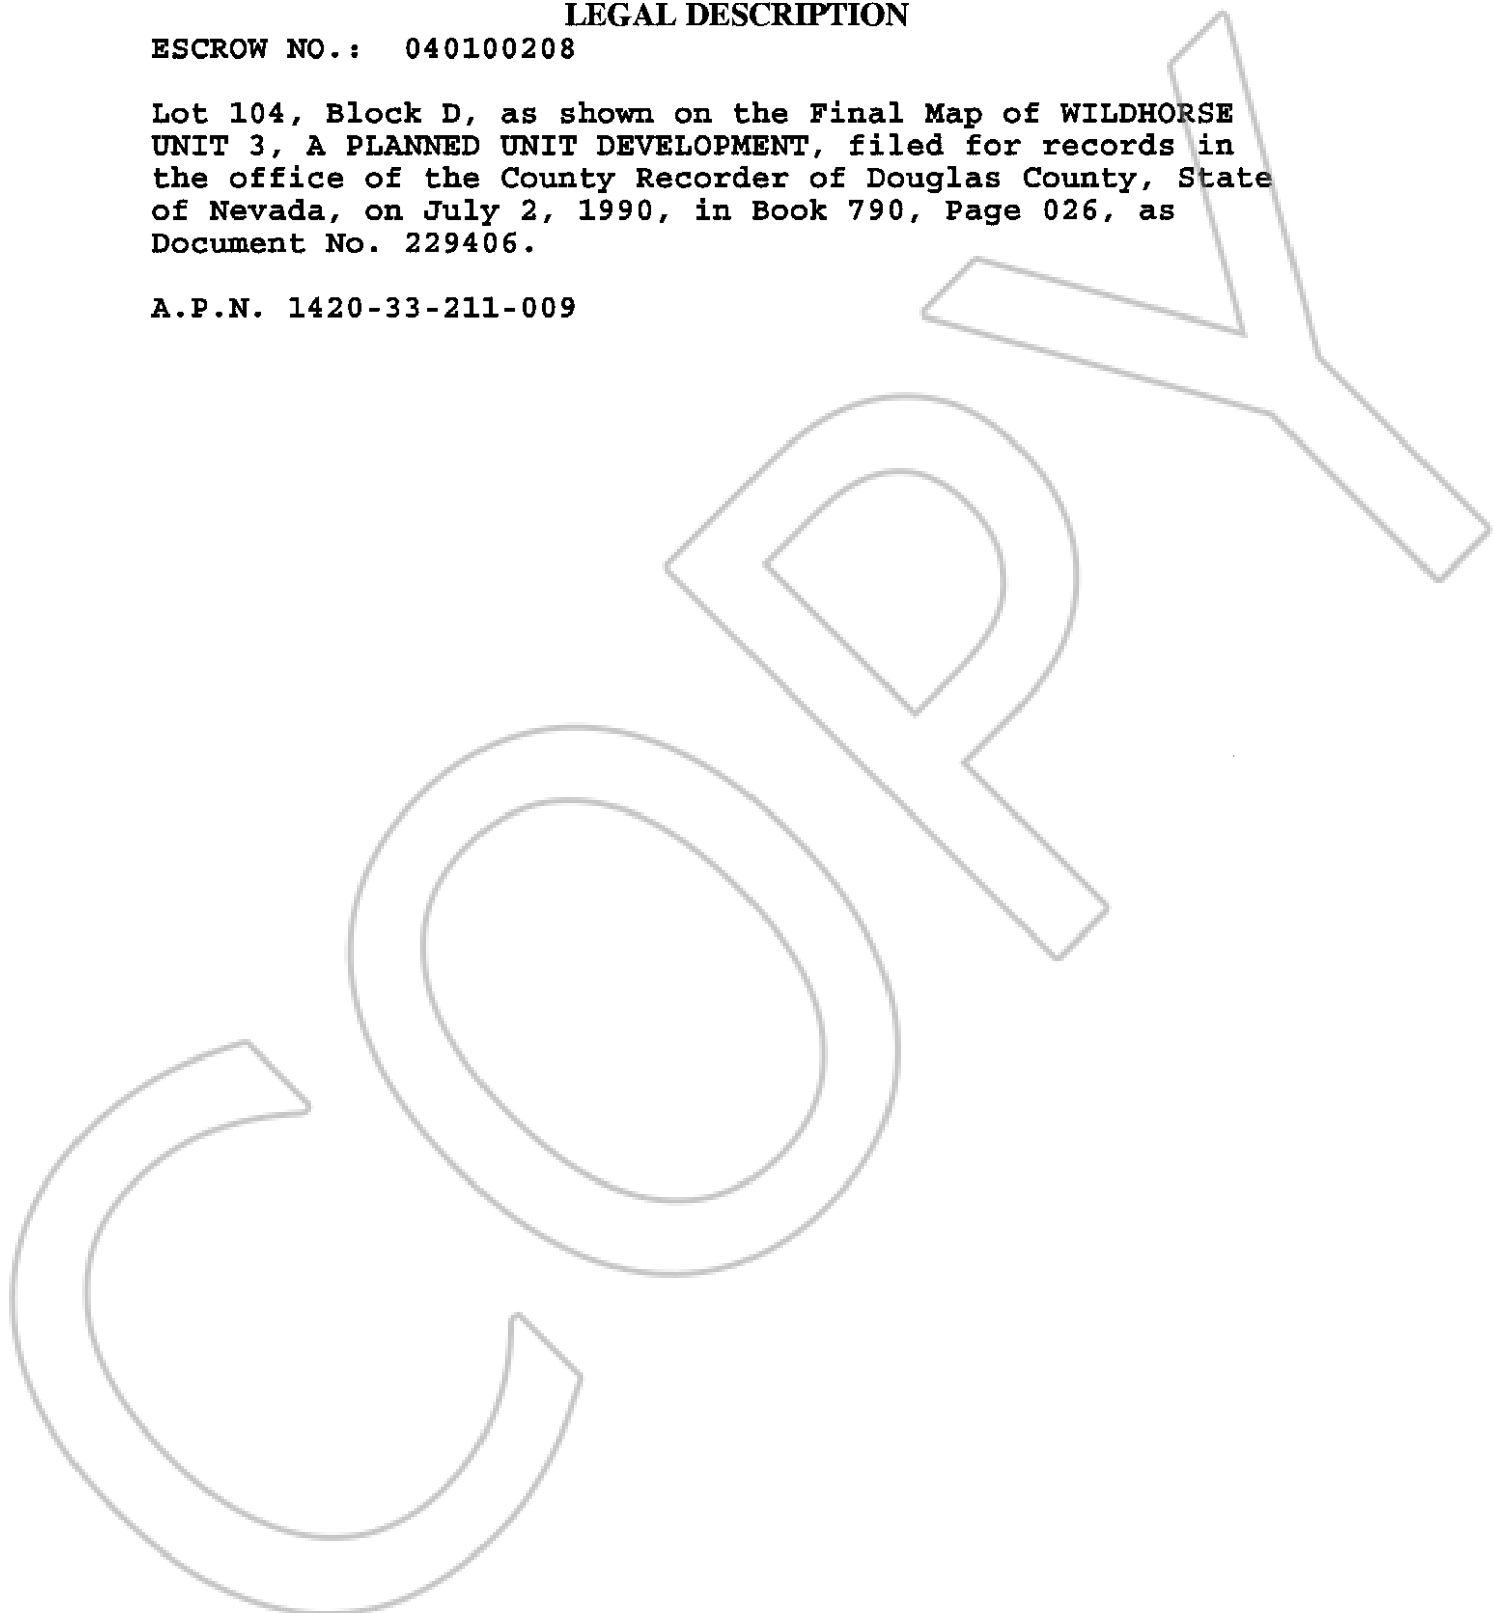 LEGAL DESCRIPTION
ESCROW NO.: 040100208
Lot 104, Block D, as shown on the Final Map of WILDHORSE
UNIT 3, A PLANNED UNIT DEVELOPMENT, filed for records in
the office of the County Recorder of Douglas County, State
of Nevada, on July 2, 1990, in Book 790, Page 026, as
Document No. 229406.
A.P.N. 1420-33-211-009
COPY